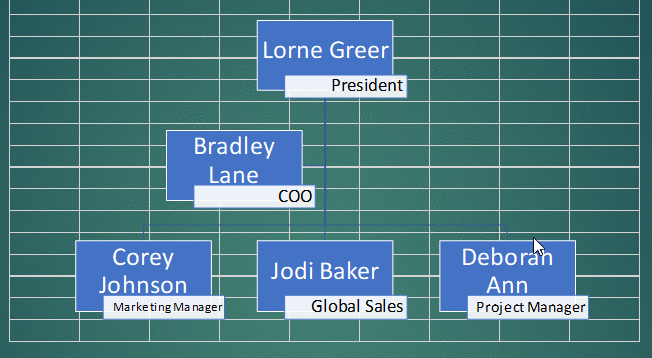 Lorne Greer
President
Bradley
Lane
COO
Corey
Johnson
Marketing Manager
Jodi Baker
Global Sales
Deborah
Ann
Project Manager